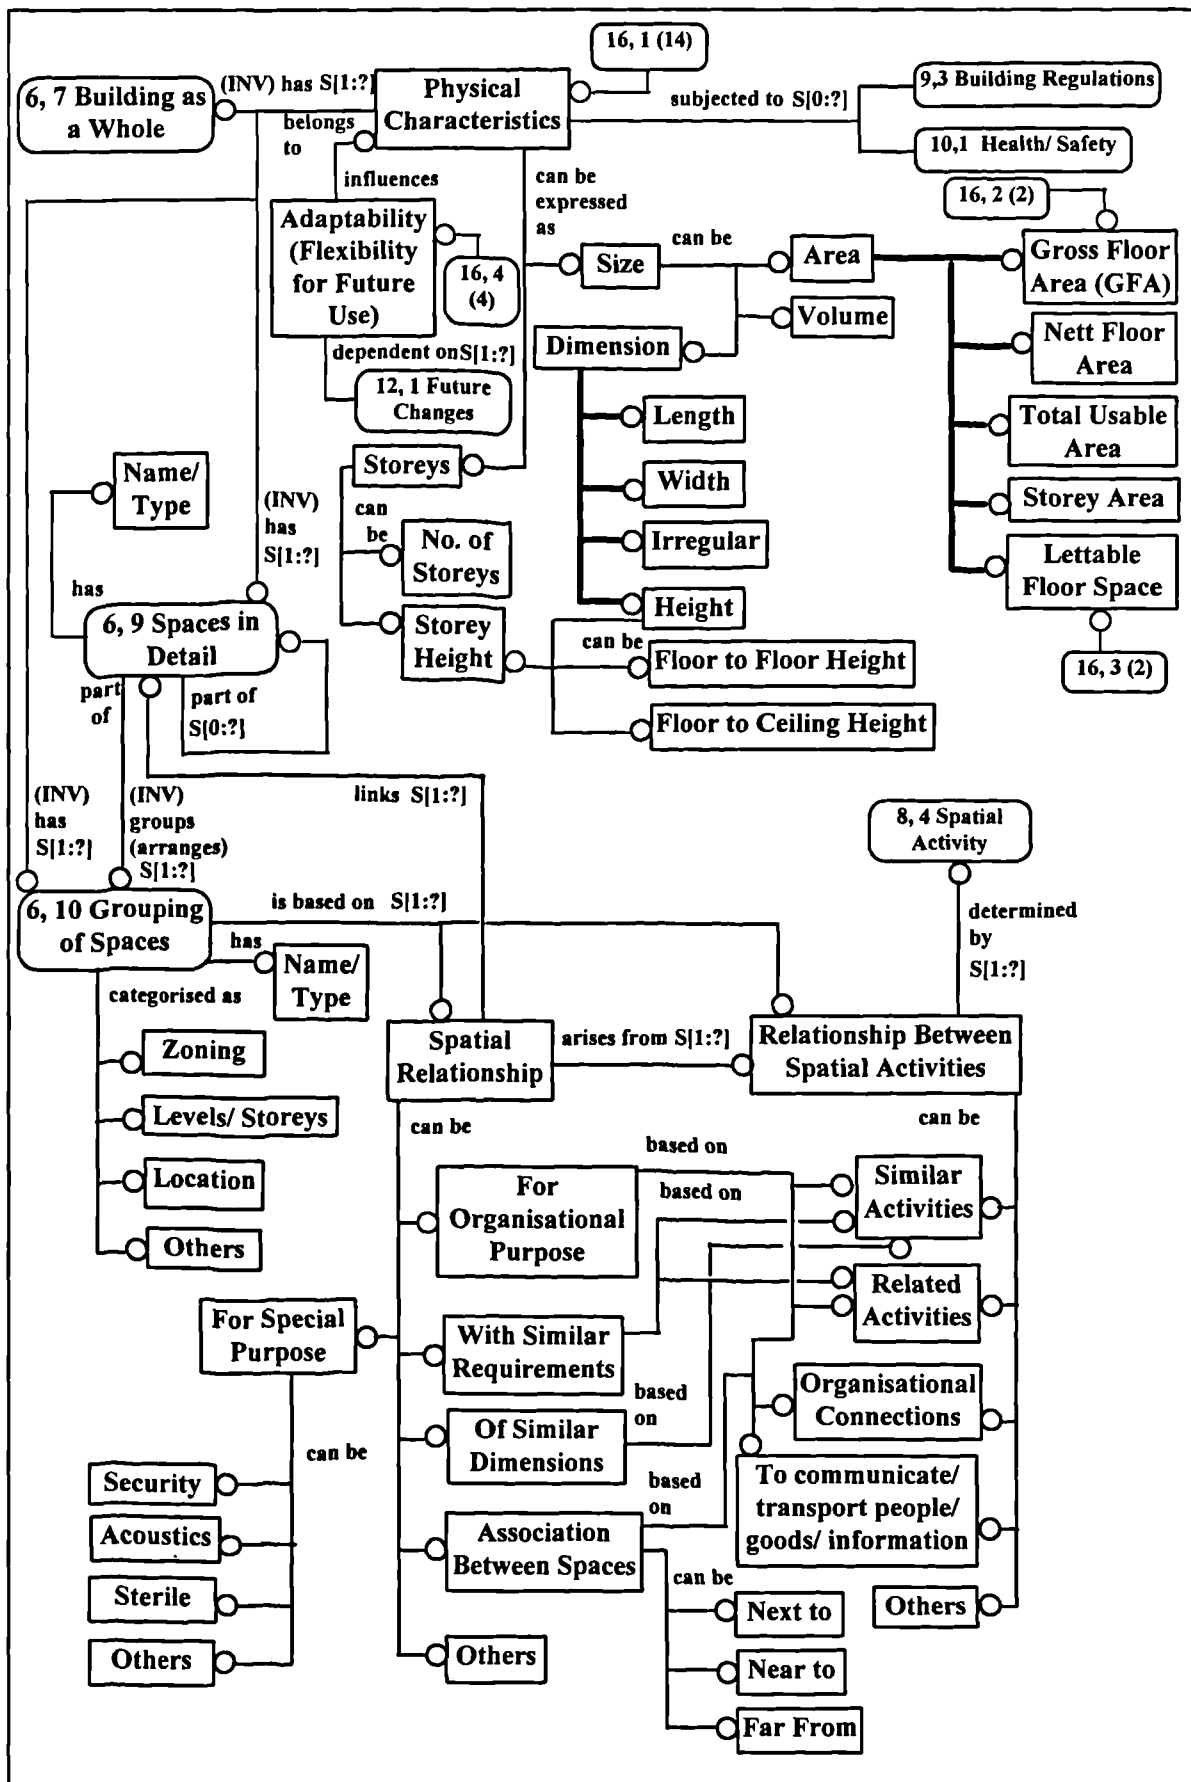 16, 1 (14)
6, 7 Building as
a Whole
(INV) has S[1:?]
belongs
to
Physical
Characteristics
subjected to S[0:?]
9,3 Building Regulations
10,1 Health/ Safety
influences
can be
expressed
as
16, 2 (2)
Adaptability
(Flexibility
for Future
Use)
16, 4
(4)
Size
can be
Area
Gross Floor
Area (GFA)
Volume
Dimension
Nett Floor
Area
dependent on S[1:?]
12, 1 Future
Changes
Length
Total Usable
Area
Storeys
Name/
Type
Width
Storey Area
(INV)
has
S[1:?]
can
be
No. of
Storeys
Irregular
Lettable
Floor Space
has
Height
6, 9 Spaces in
Detail
Storey
Height
can be
Floor to Floor Height
16, 3 (2)
part
of
part of
S[0:?]
Floor to Ceiling Height
(INV)
has
S[1:?]
(INV)
groups
(arranges)
S[1:?]
links S[1:?]
8, 4 Spatial
Activity
6, 10 Grouping
of Spaces
is based on S[1:?]
has
Name/
Type
determined
by
S[1:?]
categorised as
Zoning
Levels/ Storeys
Location
Others
Spatial
Relationship
arises from S[1:?]
Relationship Between
Spatial Activities
can be
can be
based on
based on
For
Organisational
Purpose
Similar
Activities
Related
Activities
For Special
Purpose
With Similar
Requirements
based
on
Organisational
Connections
Of Similar
Dimensions
can be
Security
Acoustics
Sterile
Others
based
on
To communicate/
transport people/
goods/ information
Association
Between Spaces
can be
Next to
Others
Others
Near to
Far From